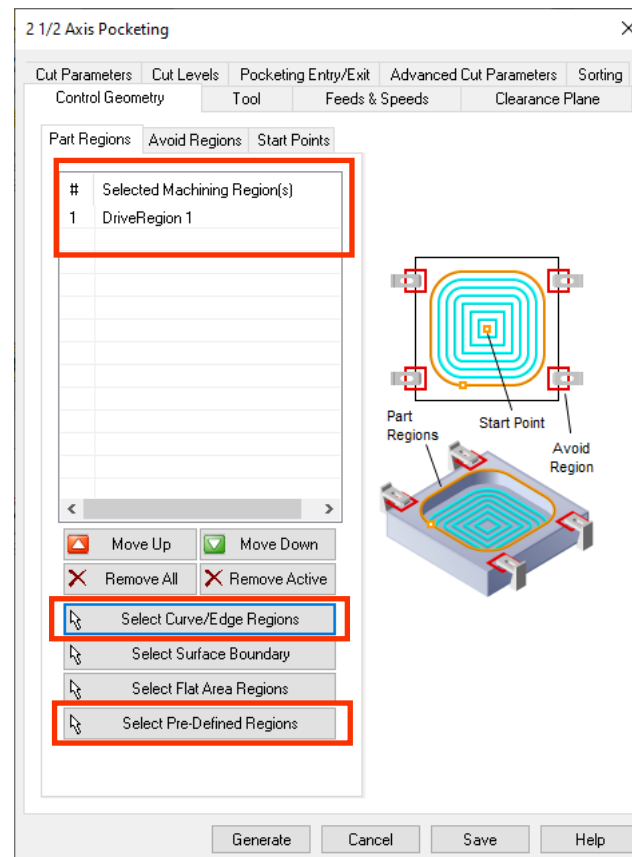 2 1/2 Axis Pocketing
Cut Parameters Cut Levels Pocketing Entry/Exit Advanced Cut Parameters Sorting
Control Geometry Tool Feeds & Speeds Clearance Plane
Part Regions Avoid Regions Start Points
# Selected Machining Region(s)
1 DriveRegion 1
Part
Regions
Start Point
Avoid
Region
Move Up Move Down
Remove All Remove Active
Select Curve/Edge Regions
Select Surface Boundary
Select Flat Area Regions
Select Pre-Defined Regions
Generate Cancel Save Help